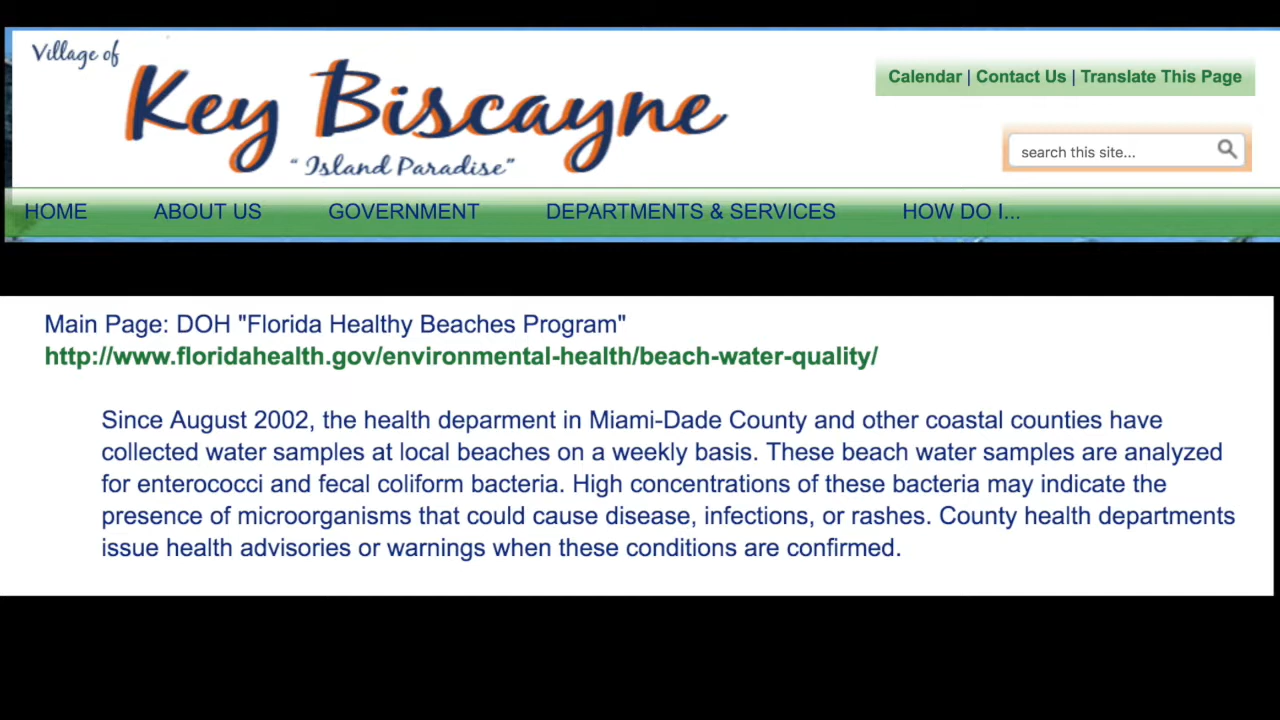 Village of
Key Biscayne
"Island Paradise"
Calendar | Contact Us | Translate This Page
search this site...
HOME ABOUT US GOVERNMENT DEPARTMENTS & SERVICES HOW DO I...
Main Page: DOH "Florida Healthy Beaches Program"
http://www.floridahealth.gov/environmental-health/beach-water-quality/
Since August 2002, the health deparment in Miami-Dade County and other coastal counties have
collected water samples at local beaches on a weekly basis. These beach water samples are analyzed
for enterococci and fecal coliform bacteria. High concentrations of these bacteria may indicate the
presence of microorganisms that could cause disease, infections, or rashes. County health departments
issue health advisories or warnings when these conditions are confirmed.